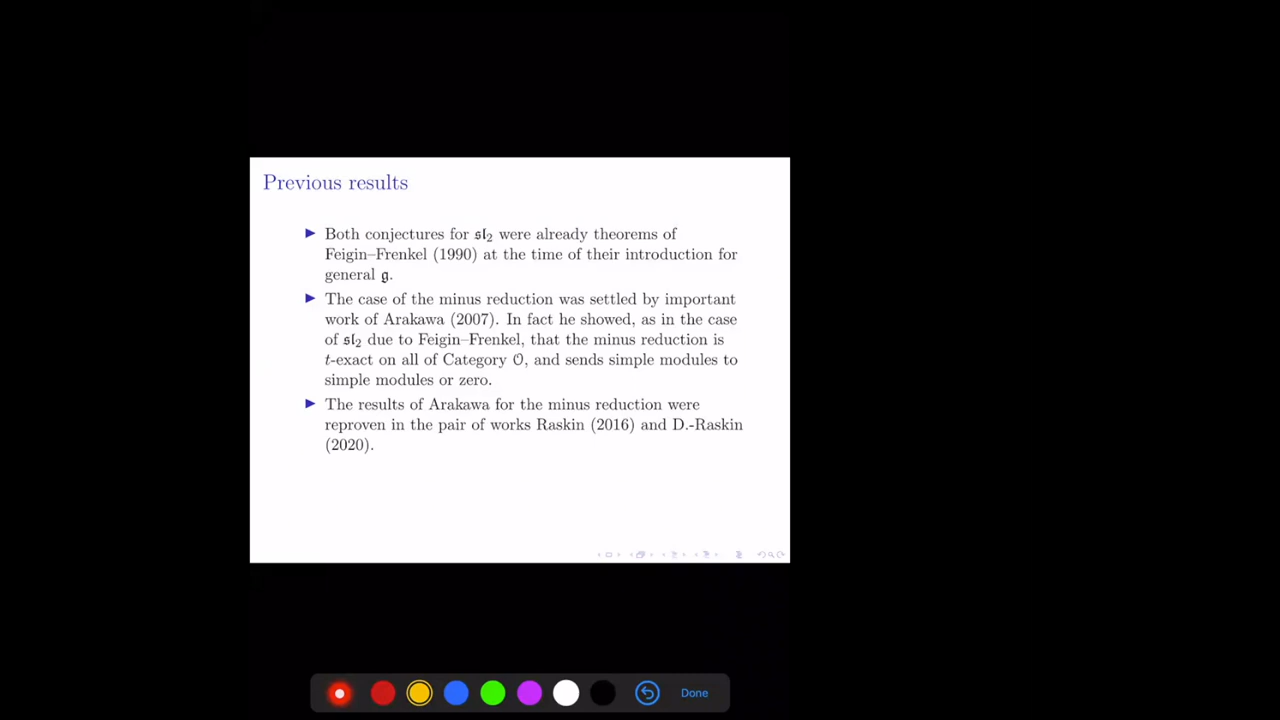 Previous results
▶ Both conjectures for 𝔰𝔩₂ were already theorems of
Feigin–Frenkel (1990) at the time of their introduction for
general 𝔤.
▶ The case of the minus reduction was settled by important
work of Arakawa (2007). In fact he showed, as in the case
of 𝔰𝔩₂ due to Feigin–Frenkel, that the minus reduction is
t-exact on all of Category 𝒪, and sends simple modules to
simple modules or zero.
▶ The results of Arakawa for the minus reduction were
reproven in the pair of works Raskin (2016) and D.-Raskin
(2020).
Done